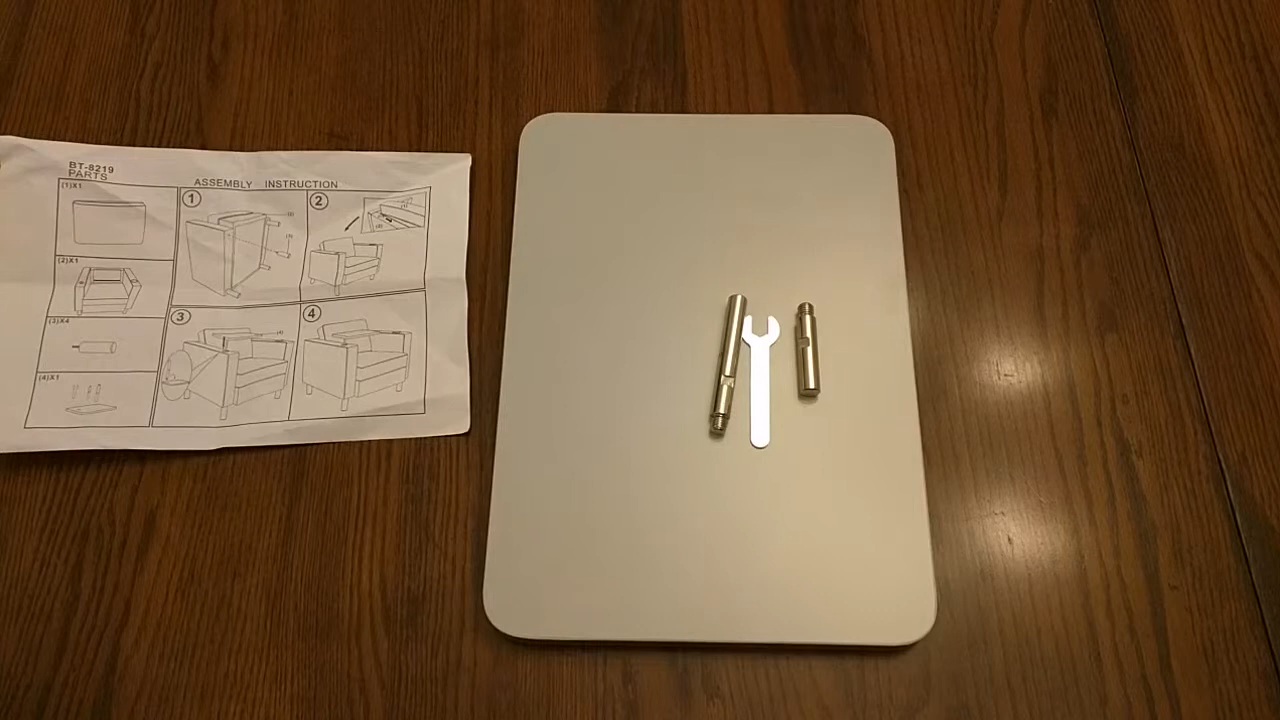 BT-8219
PARTS
ASSEMBLY INSTRUCTION
(1)X1
(2)X1
(3)X4
(4)X1
1
2
3
4